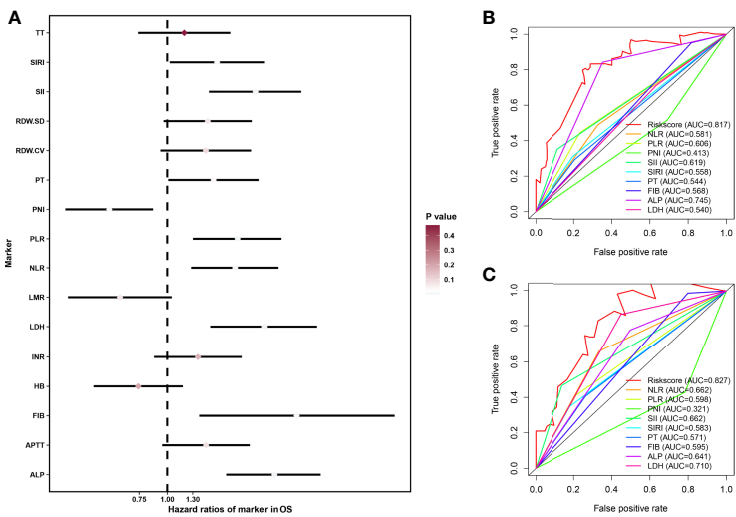 A
Marker
TT
SIRI
SII
RDW.SD
RDW.CV
PT
PNI
PLR
NLR
LMR
LDH
INR
HB
FIB
APTT
ALP
0.75 1.00 1.30
Hazard ratios of marker in OS
P value
0.4
0.3
0.2
0.1
B
True positive rate
1.0
0.8
0.6
0.4
0.2
0.0
Riskscore (AUC=0.817)
NLR (AUC=0.581)
PLR (AUC=0.606)
PNI (AUC=0.413)
SII (AUC=0.619)
SIRI (AUC=0.558)
PT (AUC=0.544)
FIB (AUC=0.568)
ALP (AUC=0.745)
LDH (AUC=0.540)
0.0 0.2 0.4 0.6 0.8 1.0
False positive rate
C
True positive rate
1.0
0.8
0.6
0.4
0.2
0.0
Riskscore (AUC=0.827)
NLR (AUC=0.662)
PLR (AUC=0.598)
PNI (AUC=0.321)
SII (AUC=0.662)
SIRI (AUC=0.583)
PT (AUC=0.571)
FIB (AUC=0.595)
ALP (AUC=0.641)
LDH (AUC=0.710)
0.0 0.2 0.4 0.6 0.8 1.0
False positive rate